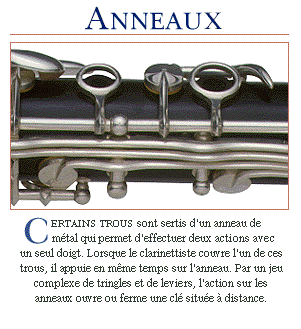 ANNEAUX
CERTAINS TROUS sont sertis d'un anneau de
métal qui permet d'effectuer deux actions avec
un seul doigt. Lorsque le clarinettiste couvre l'un de ces
trous, il appuie en même temps sur l'anneau. Par un jeu
complexe de tringles et de leviers, l'action sur les
anneaux ouvre ou ferme une clé située à distance.